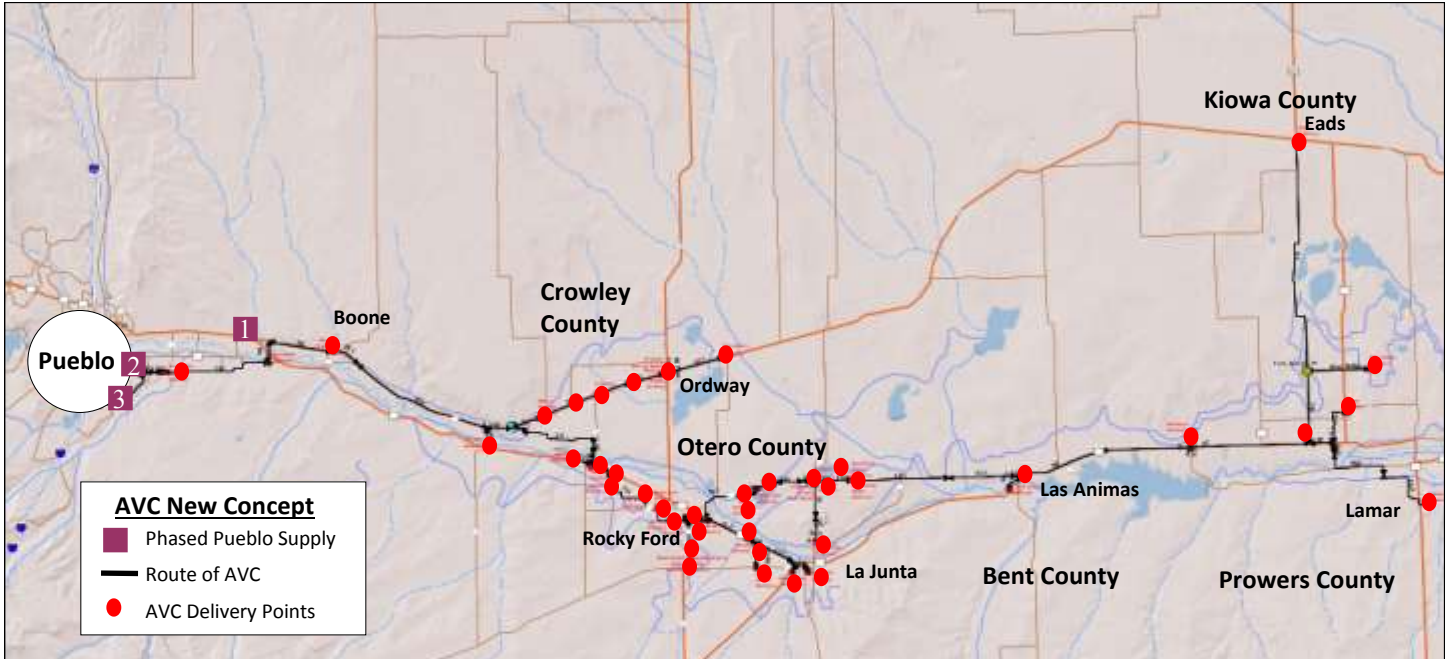 Kiowa County
Eads
Crowley
County
1
Boone
Pueblo
2
3
Ordway
Otero County
AVC New Concept
Phased Pueblo Supply
Route of AVC
AVC Delivery Points
Rocky Ford
La Junta
Las Animas
Bent County
Lamar
Prowers County